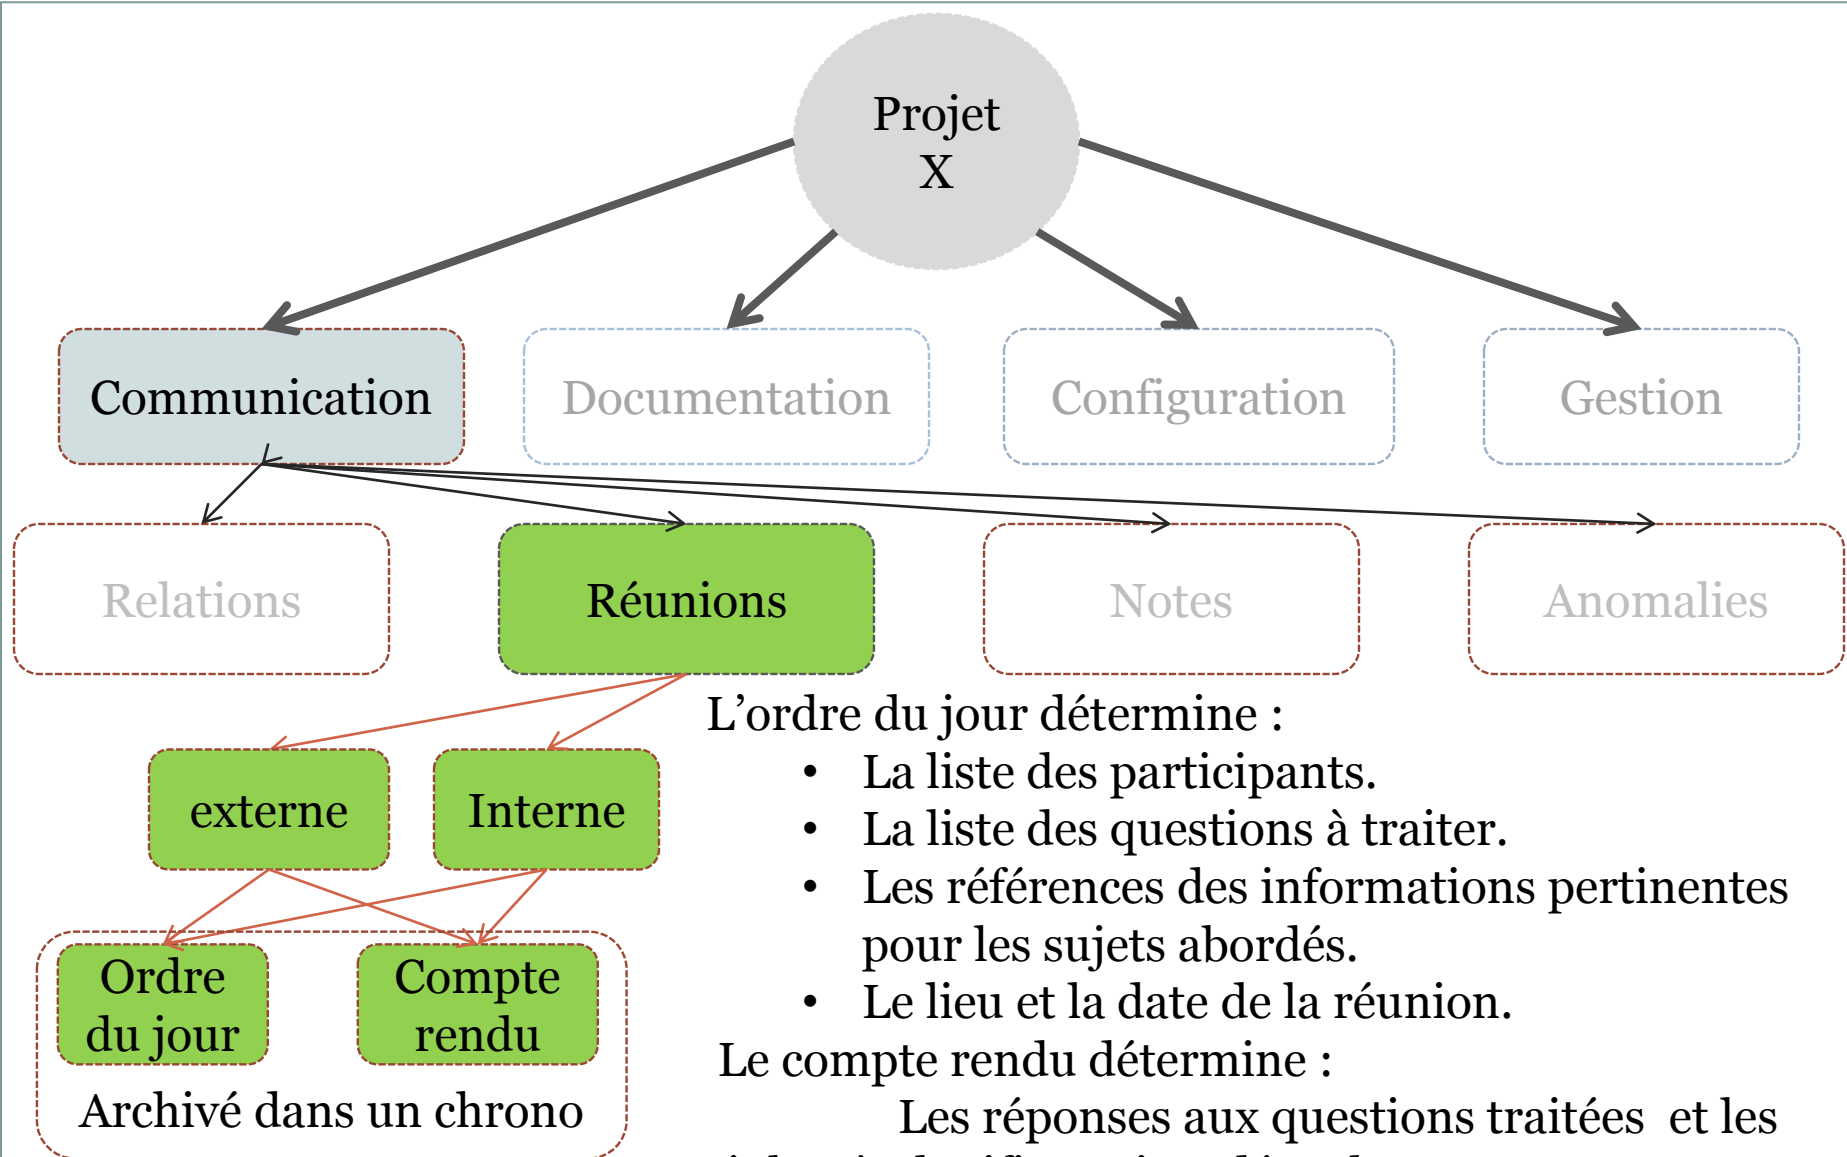 Projet
X
Communication
Documentation
Configuration
Gestion
Relations
Réunions
Notes
Anomalies
externe
Interne
Ordre
du jour
Compte
rendu
Archivé dans un chrono
L’ordre du jour détermine :
• La liste des participants.
• La liste des questions à traiter.
• Les références des informations pertinentes
pour les sujets abordés.
• Le lieu et la date de la réunion.
Le compte rendu détermine :
Les réponses aux questions traitées et les